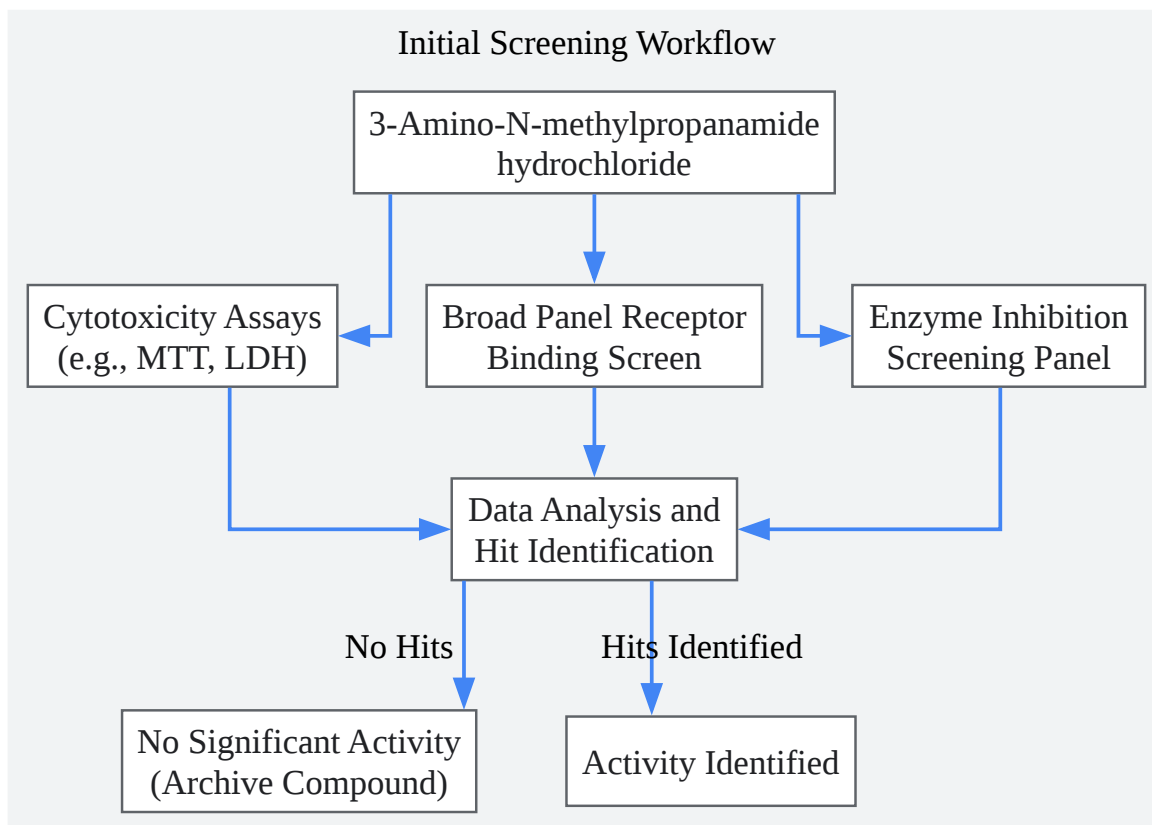 Initial Screening Workflow
3-Amino-N-methylpropanamide
hydrochloride
Cytotoxicity Assays
(e.g., MTT, LDH)
Broad Panel Receptor
Binding Screen
Enzyme Inhibition
Screening Panel
Data Analysis and
Hit Identification
No Hits
Hits Identified
No Significant Activity
(Archive Compound)
Activity Identified